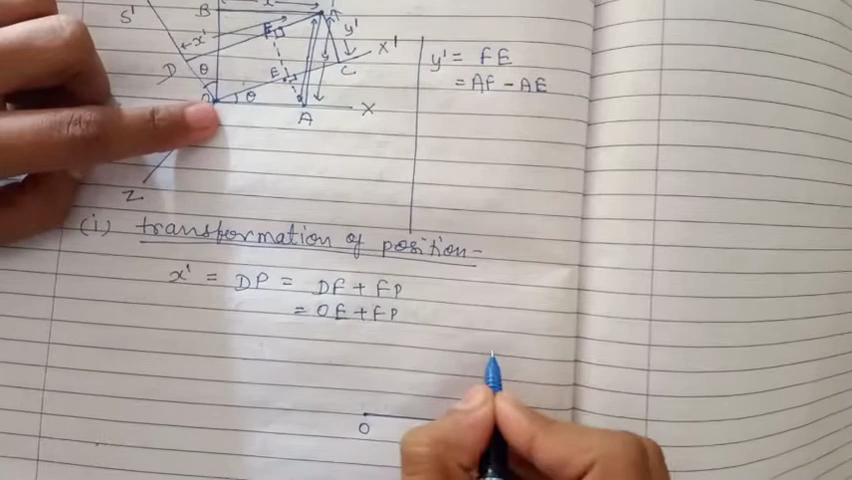 S'
B
x
x'
F
y'
x'
D
θ
E
C
θ
A
X
Z
y' = FE
= AF - AE
(i) transformation of position-
x' = DP = DF + FP
= OE + FP
O